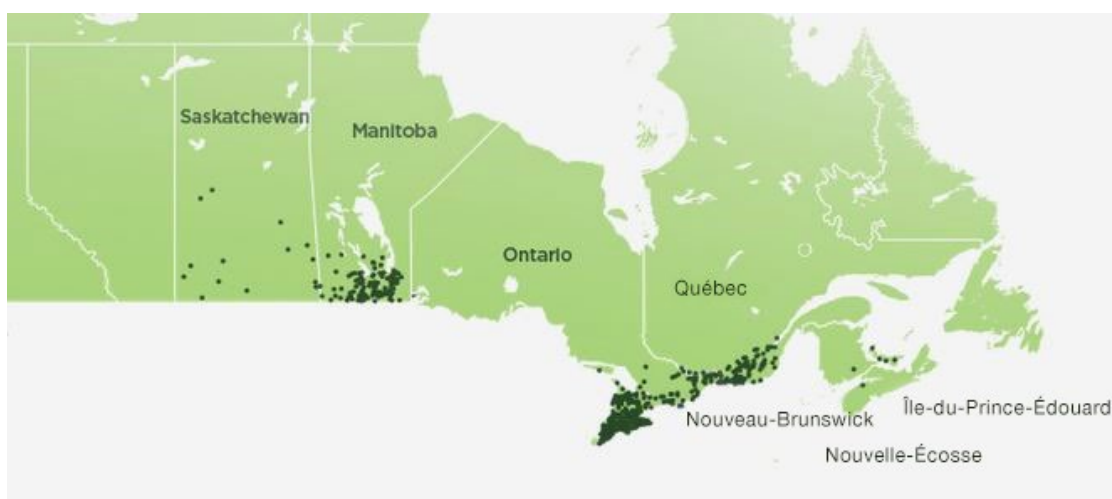 Saskatchewan
Manitoba
Ontario
Québec
Île-du-Prince-Édouard
Nouveau-Brunswick
Nouvelle-Écosse